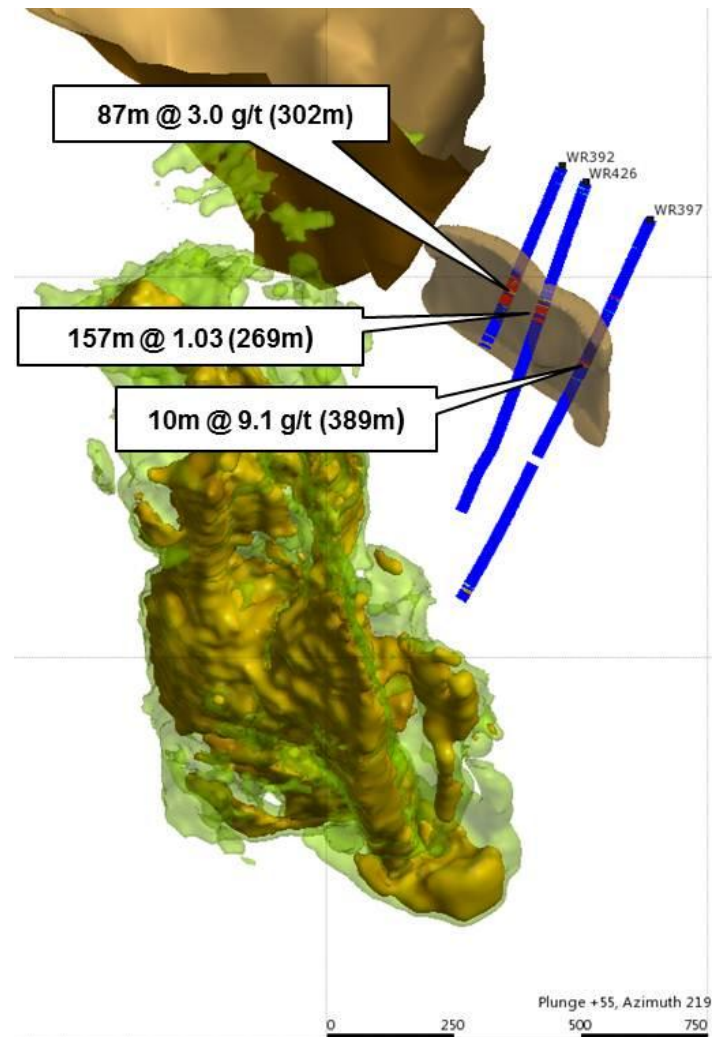 87m @ 3.0 g/t (302m)
WR392
WR426
WR397
157m @ 1.03 (269m)
10m @ 9.1 g/t (389m)
Plunge +55, Azimuth 219
0 250 500 750